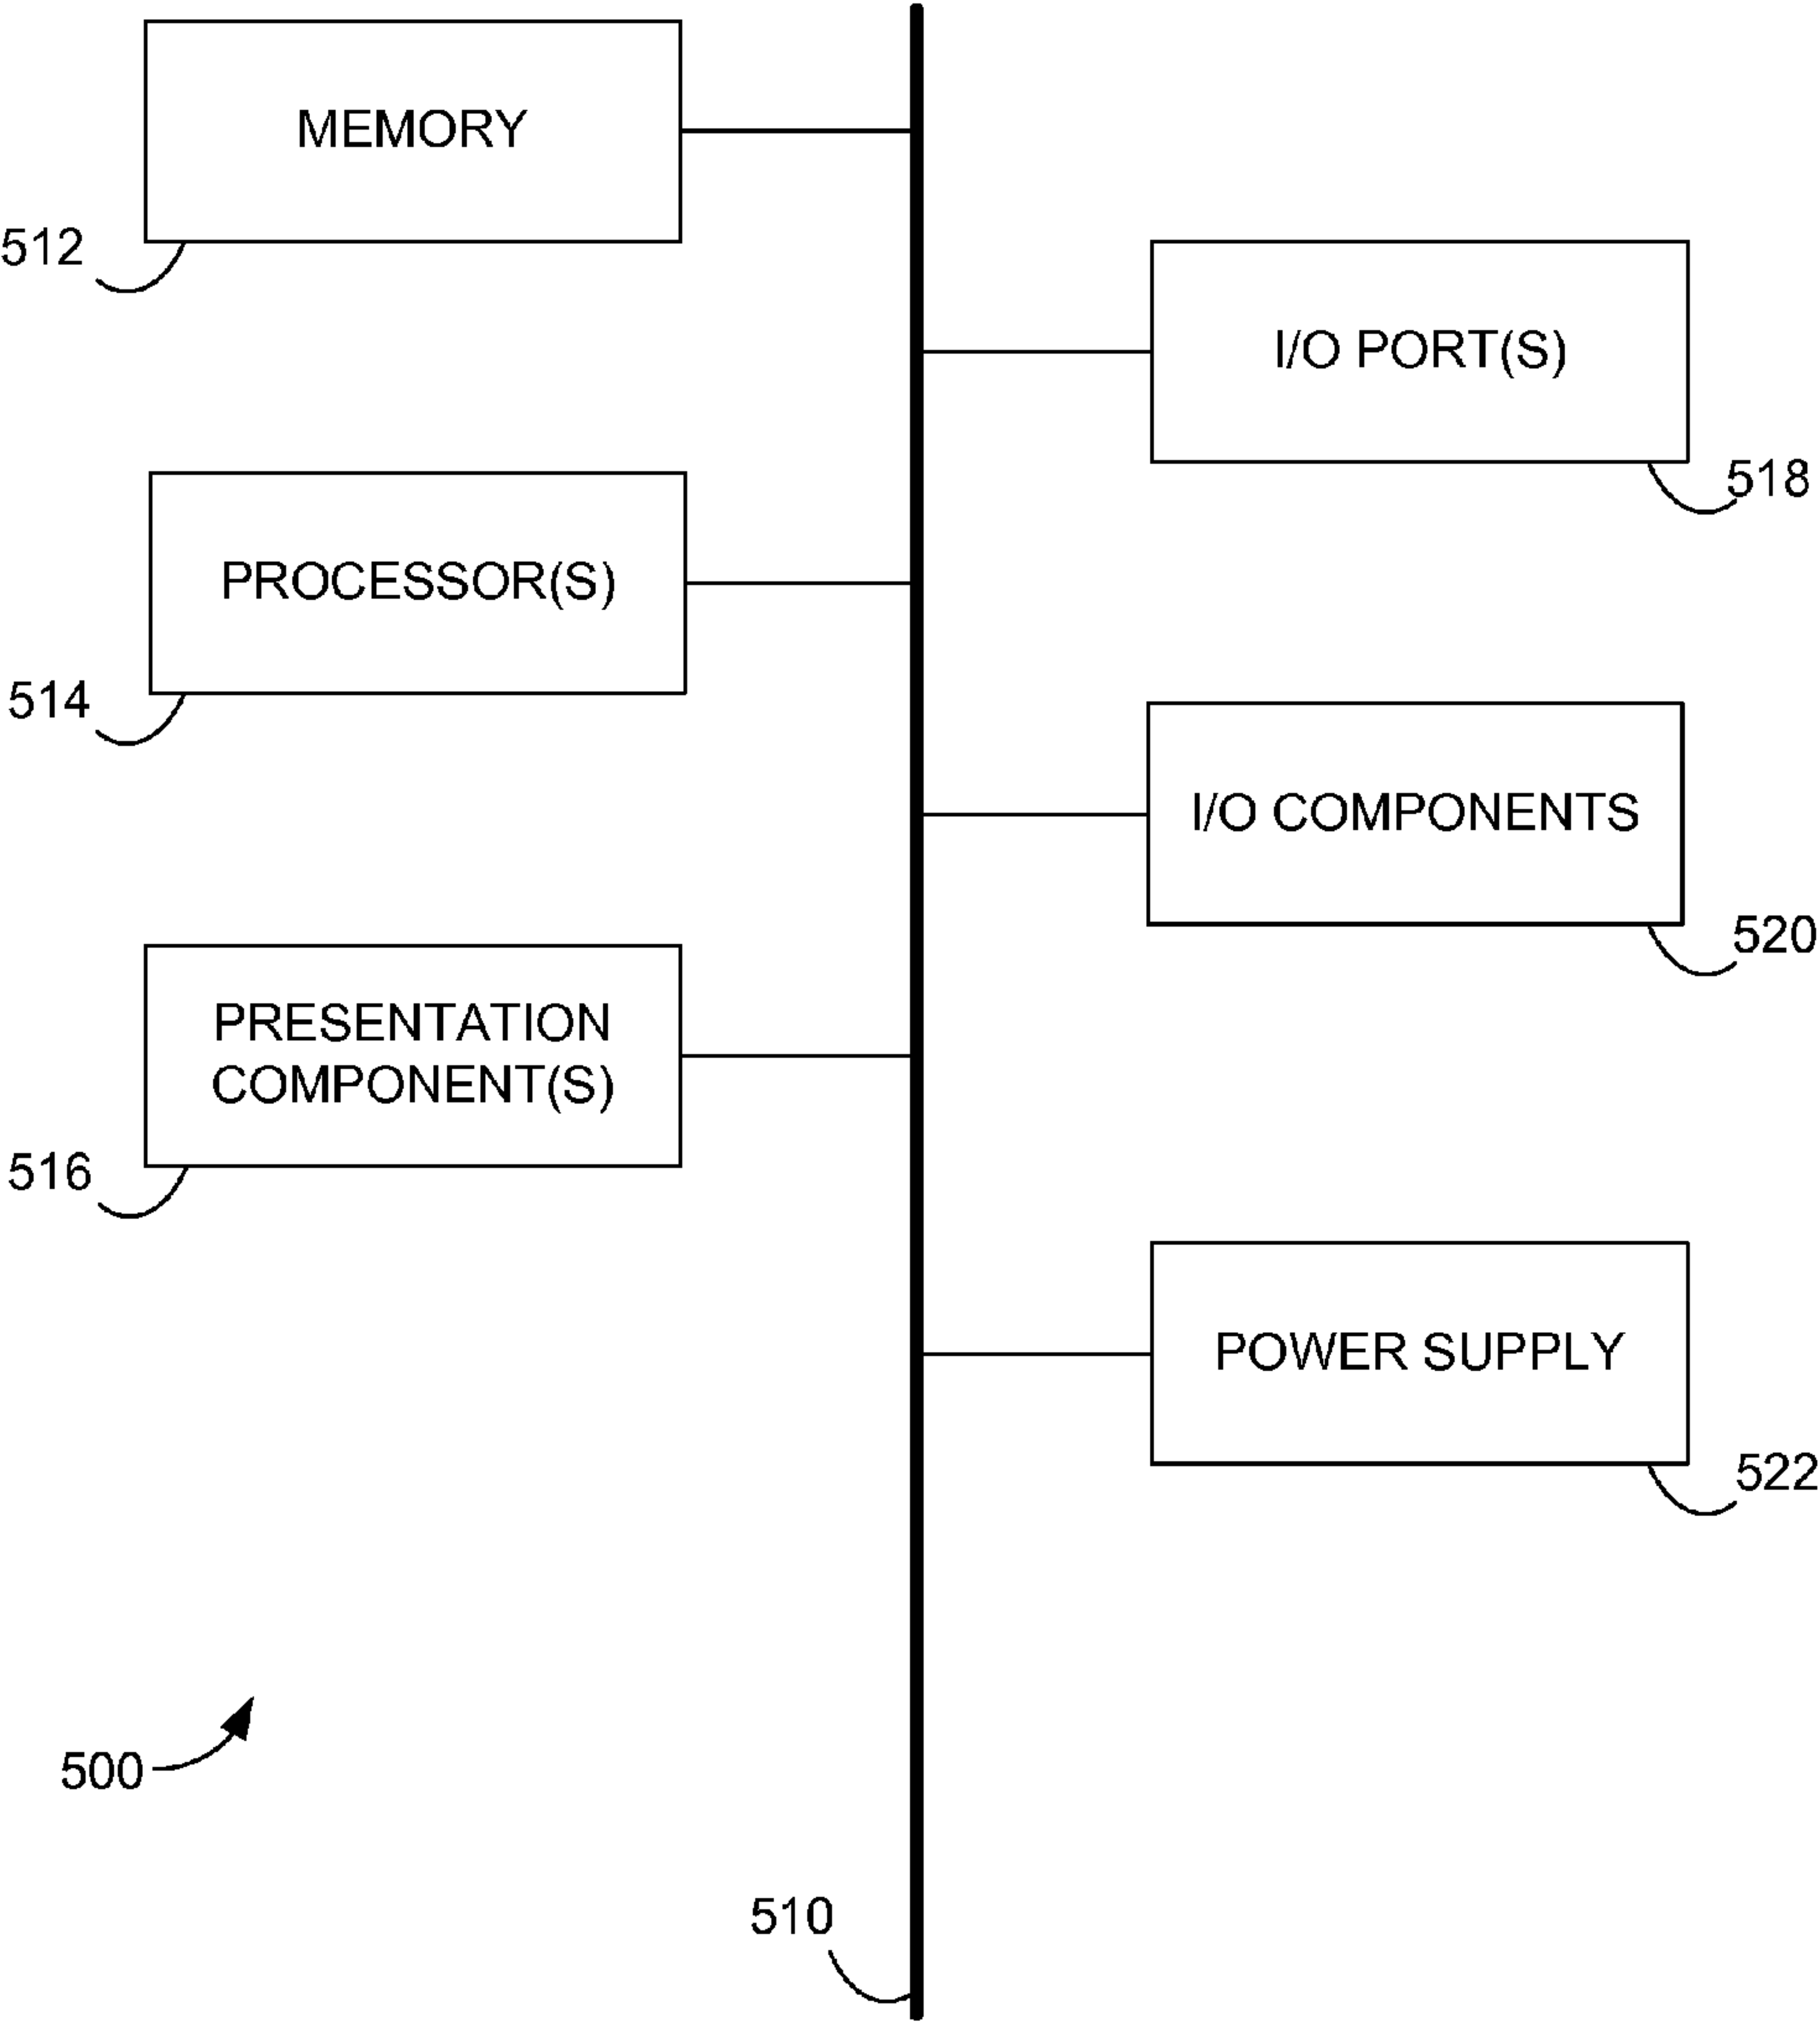 MEMORY
512
I/O PORT(S)
518
PROCESSOR(S)
514
I/O COMPONENTS
520
PRESENTATION
COMPONENT(S)
516
POWER SUPPLY
522
500
510